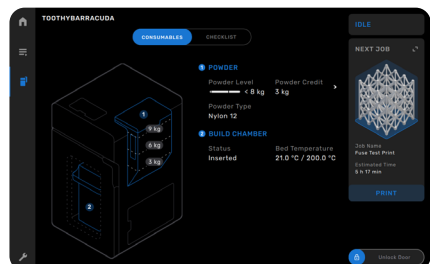 TOOTHYBARRACUDA
CONSUMABLES
CHECKLIST
IDLE
NEXT JOB
1 POWDER
Powder Level
Powder Credit
< 8 kg
3 kg
Powder Type
Nylon 12
2 BUILD CHAMBER
Status
Bed Temperature
Inserted
21.0 °C / 200.0 °C
1
9 kg
6 kg
3 kg
2
Job Name
Fuse Test Print
Estimated Time
5 h 17 min
PRINT
Unlock Door